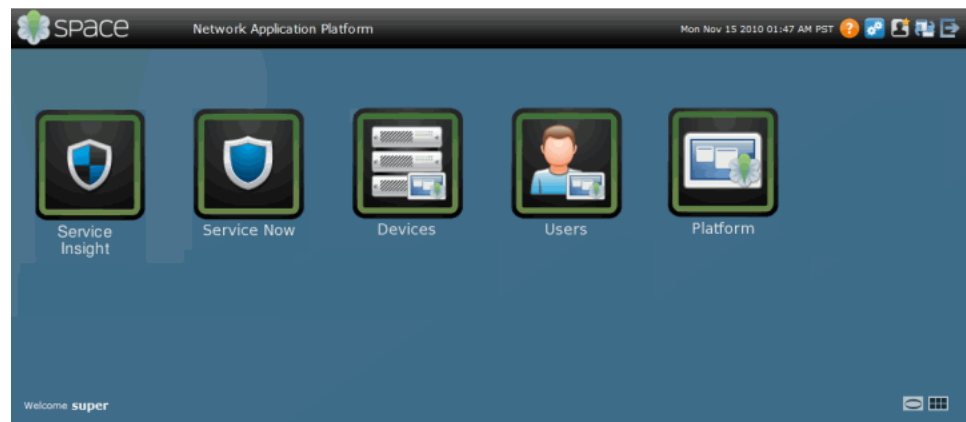 space
Network Application Platform
Mon Nov 15 2010 01:47 AM PST
?
Service
Insight
Service Now
Devices
Users
Platform
Welcome super